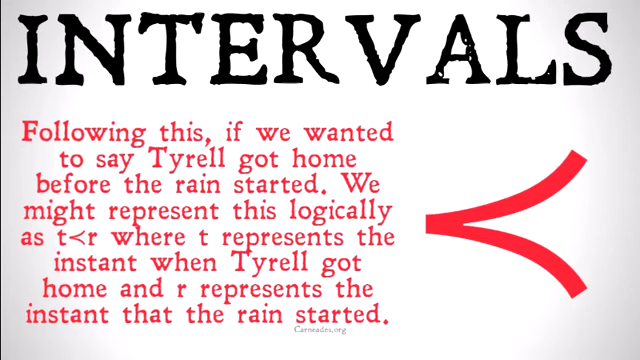 INTERVALS
Following this, if we wanted
to say Tyrell got home
before the rain started. We
might represent this logically
as t≺r where t represents the
instant when Tyrell got
home and r represents the
instant that the rain started.
Carneades.org